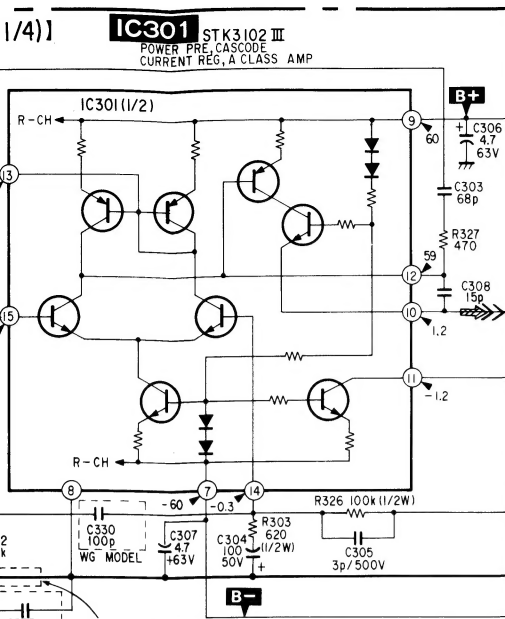 1/4)】
IC301 STK3102III
POWER PRE, CASCODE
CURRENT REG, A CLASS AMP
B+
IC301(1/2)
R-CH
9
60
+ C306
4.7
63V
13
C303
68p
R327
470
59
12
C308
15p
15
10
1.2
11
-1.2
R-CH
8
-60
7
-0.3
14
R326 100k(1/2W)
C330
100p
WG MODEL
C307
4.7
+63V
C304
100
50V
+
R303
620
(1/2W)
C305
3p/500V
2
k
B-